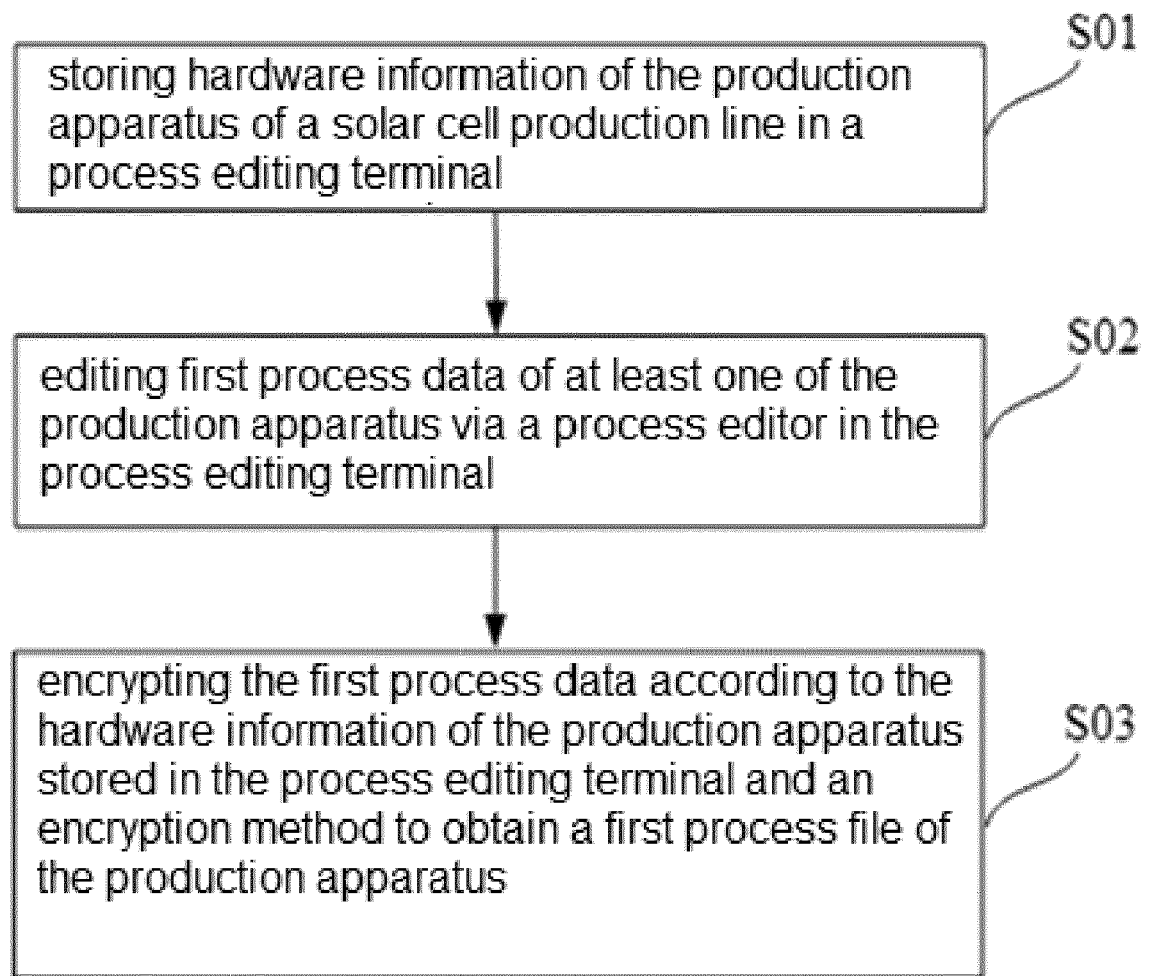 S01
storing hardware information of the production
apparatus of a solar cell production line in a
process editing terminal
S02
editing first process data of at least one of the
production apparatus via a process editor in the
process editing terminal
encrypting the first process data according to the
hardware information of the production apparatus
S03
stored in the process editing terminal and an
encryption method to obtain a first process file of
the production apparatus